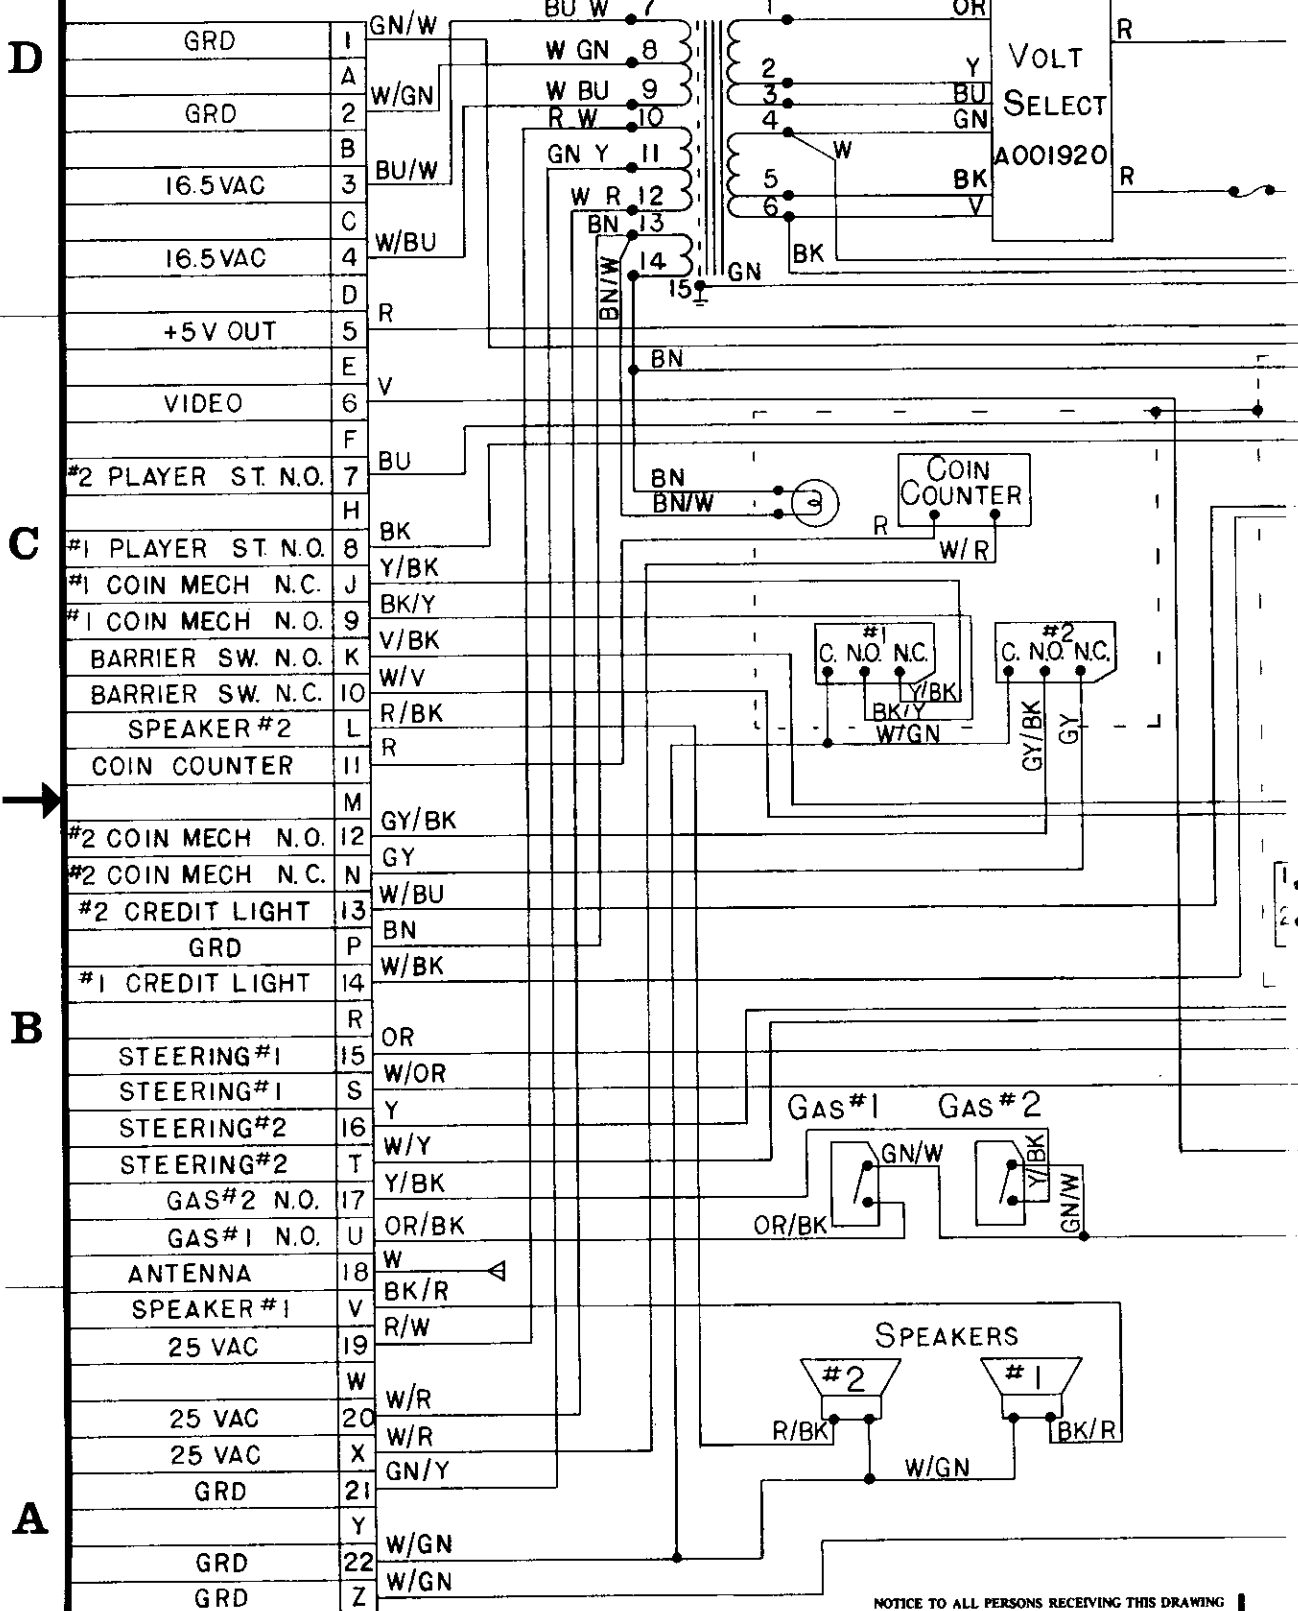 D
C
B
A
GRD 1 GN/W
A
GRD 2 W/GN
B
16.5VAC 3 BU/W
C
16.5VAC 4 W/BU
D
+5V OUT 5 R
E
VIDEO 6 V
F
#2 PLAYER ST. N.O. 7 BU
H
#1 PLAYER ST. N.O. 8 BK
#1 COIN MECH N.C. J Y/BK
#1 COIN MECH N.O. 9 BK/Y
BARRIER SW. N.O. K V/BK
BARRIER SW. N.C. 10 W/V
SPEAKER #2 L R/BK
COIN COUNTER 11 R
M
#2 COIN MECH N.O. 12 GY/BK
#2 COIN MECH N.C. N GY
#2 CREDIT LIGHT 13 W/BU
GRD P BN
#1 CREDIT LIGHT 14 W/BK
R
STEERING#1 15 OR
STEERING#1 S W/OR
STEERING#2 16 Y
STEERING#2 T W/Y
GAS#2 N.O. 17 Y/BK
GAS#1 N.O. U OR/BK
ANTENNA 18 W
SPEAKER #1 V BK/R
25 VAC 19 R/W
W
25 VAC 20 W/R
25 VAC X W/R
GRD 21 GN/Y
Y
GRD 22 W/GN
GRD Z W/GN
BU W 7
W GN 8
W BU 9
R W 10
GN Y 11
W R 12
BN 13
14
BN/W
15
GN
1 OR
2 Y
3 BU
4 GN
W
5 BK
6 V
BK
VOLT
SELECT
A001920
R
R
BN
BN
BN/W
COIN
COUNTER
R
W/R
#1
C. N.O. N.C.
Y/BK
BK/Y
W/GN
#2
C. N.O. N.C.
GY/BK
GY
1
2
GAS#1 GAS#2
GN/W
OR/BK
Y/BK
GN/W
SPEAKERS
#2 #1
R/BK
BK/R
W/GN
NOTICE TO ALL PERSONS RECEIVING THIS DRAWING